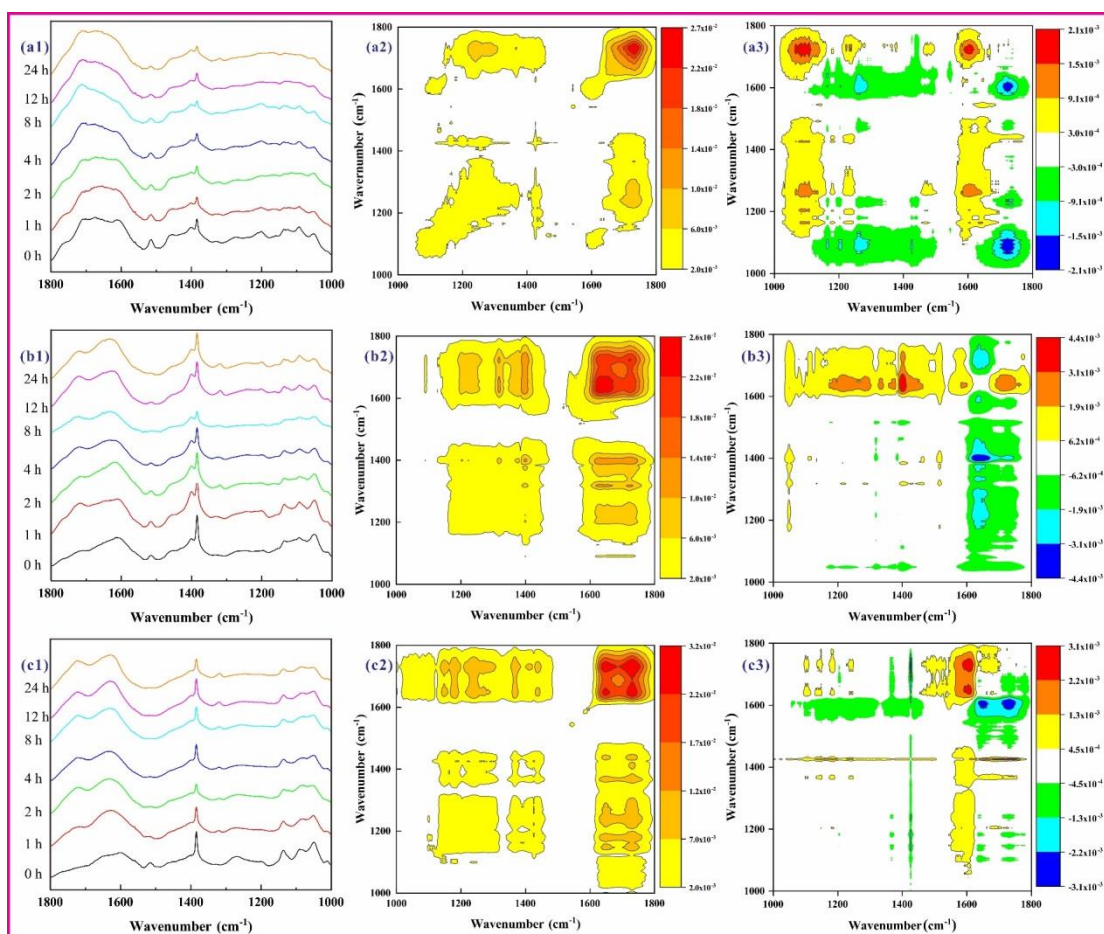 (a1)
24 h
12 h
8 h
4 h
2 h
1 h
0 h
1800 1600 1400 1200 1000
Wavenumber (cm⁻¹)
(a2)
Wavernumber (cm⁻¹)
1800
1600
1400
1200
1000
1000 1200 1400 1600 1800
Wavenumber (cm⁻¹)
2.7x10⁻²
2.2x10⁻²
1.8x10⁻²
1.4x10⁻²
1.0x10⁻²
6.0x10⁻³
2.0x10⁻³
(a3)
Wavenumber (cm⁻¹)
1800
1600
1400
1200
1000
1000 1200 1400 1600 1800
Wavenumber (cm⁻¹)
2.1x10⁻³
1.5x10⁻³
9.1x10⁻⁴
3.0x10⁻⁴
-3.0x10⁻⁴
-9.1x10⁻⁴
-1.5x10⁻³
-2.1x10⁻³
(b1)
24 h
12 h
8 h
4 h
2 h
1 h
0 h
1800 1600 1400 1200 1000
Wavenumber (cm⁻¹)
(b2)
Wavenumber (cm⁻¹)
1800
1600
1400
1200
1000
1000 1200 1400 1600 1800
Wavenumber (cm⁻¹)
1.8x10⁻²
1.4x10⁻²
1.0x10⁻²
6.0x10⁻³
2.0x10⁻³
(b3)
Wavernumber (cm⁻¹)
1800
1600
1400
1200
1000
1000 1200 1400 1600 1800
Wavenumber(cm⁻¹)
4.4x10⁻³
3.1x10⁻³
1.9x10⁻³
6.2x10⁻⁴
-6.2x10⁻⁴
-1.9x10⁻³
-3.1x10⁻³
-4.4x10⁻³
(c1)
24 h
12 h
8 h
4 h
2 h
1 h
0 h
1800 1600 1400 1200 1000
Wavenumber (cm⁻¹)
(c2)
Wavenumber (cm⁻¹)
1800
1600
1400
1200
1000
1000 1200 1400 1600 1800
Wavenumber (cm⁻¹)
3.2x10⁻²
2.2x10⁻²
1.7x10⁻²
1.2x10⁻²
7.0x10⁻³
2.0x10⁻³
(c3)
Wavenumber(cm⁻¹)
1800
1600
1400
1200
1000
1000 1200 1400 1600 1800
Wavenumber(cm⁻¹)
3.1x10⁻³
2.2x10⁻³
1.3x10⁻³
4.5x10⁻⁴
-4.5x10⁻⁴
-1.3x10⁻³
-2.2x10⁻³
-3.1x10⁻³